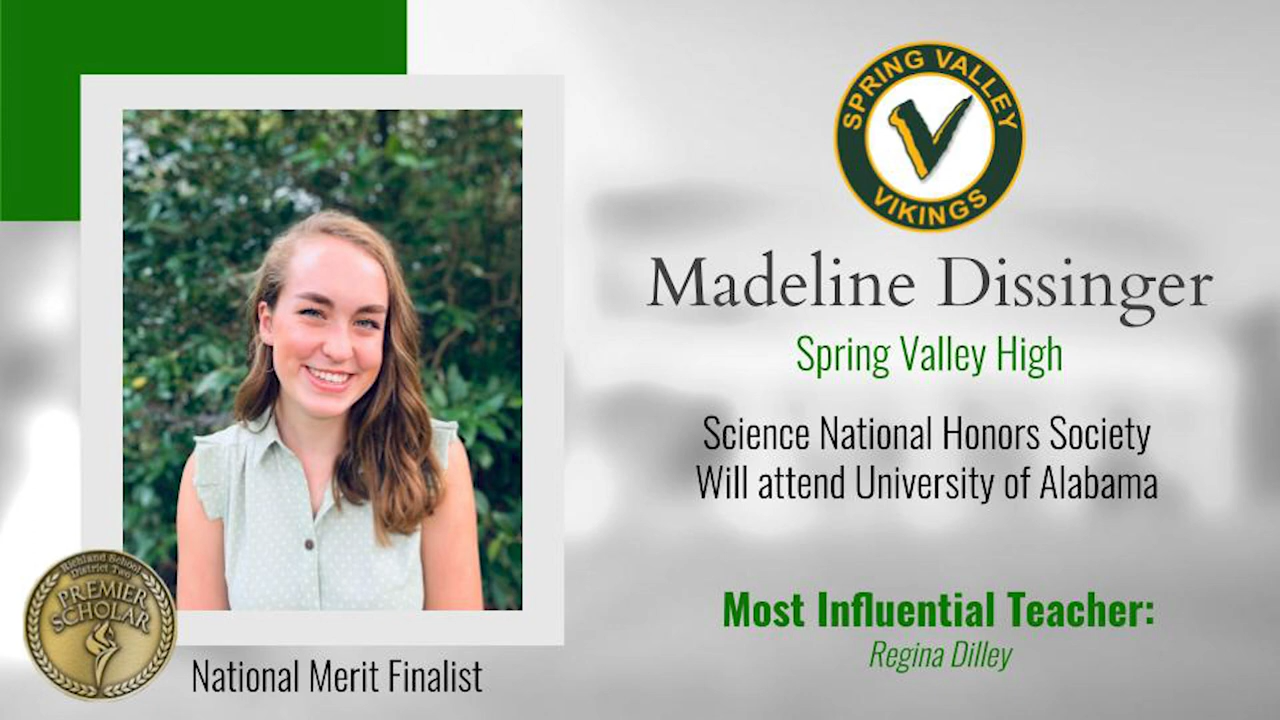 SPRING VALLEY
V
VIKINGS
Madeline Dissinger
Spring Valley High
Science National Honors Society
Will attend University of Alabama
Most Influential Teacher:
Regina Dilley
Richland School
District Two
PREMIER
SCHOLAR
National Merit Finalist